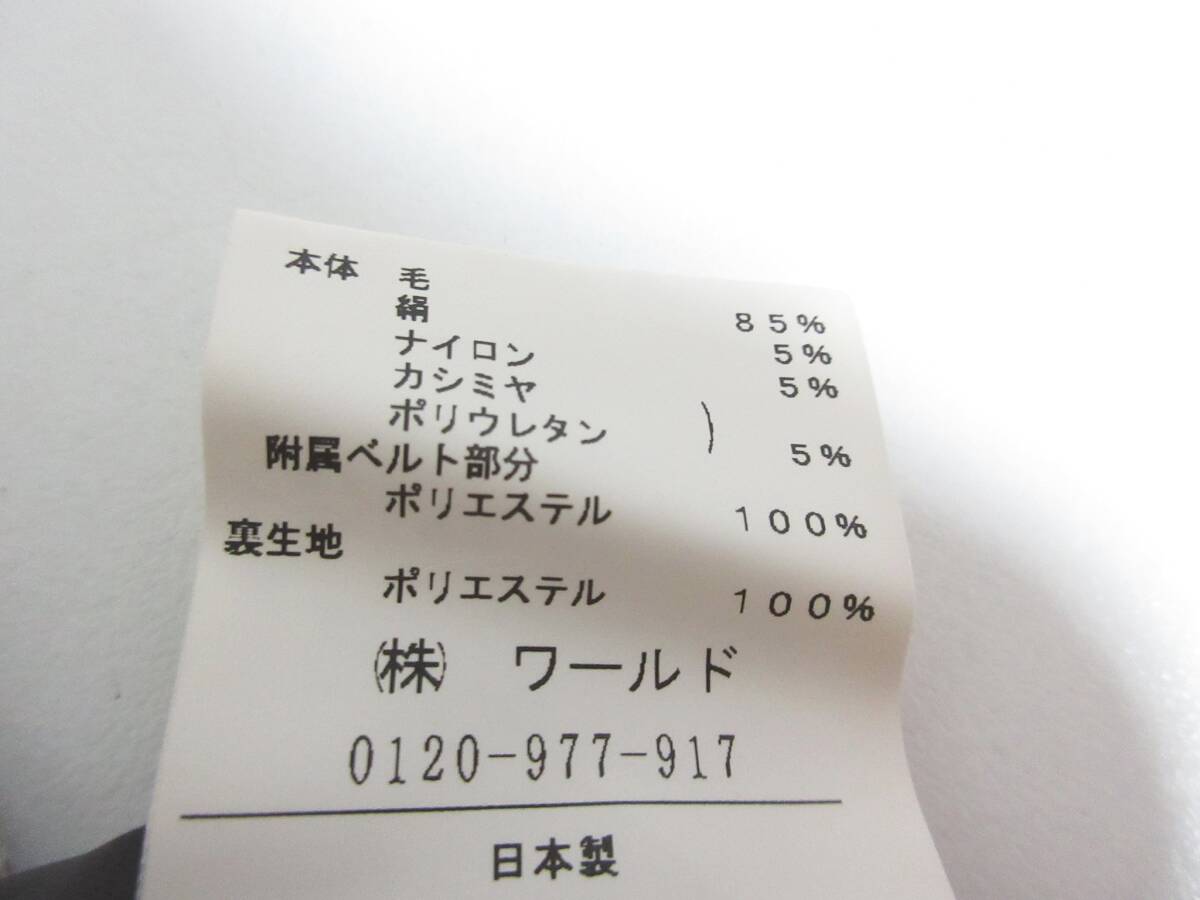 本体 毛 85%
絹 5%
ナイロン 5%
カシミヤ
ポリウレタン ) 5%
附属ベルト部分
ポリエステル 100%
裏生地
ポリエステル 100%
(株) ワールド
0120-977-917
日本製